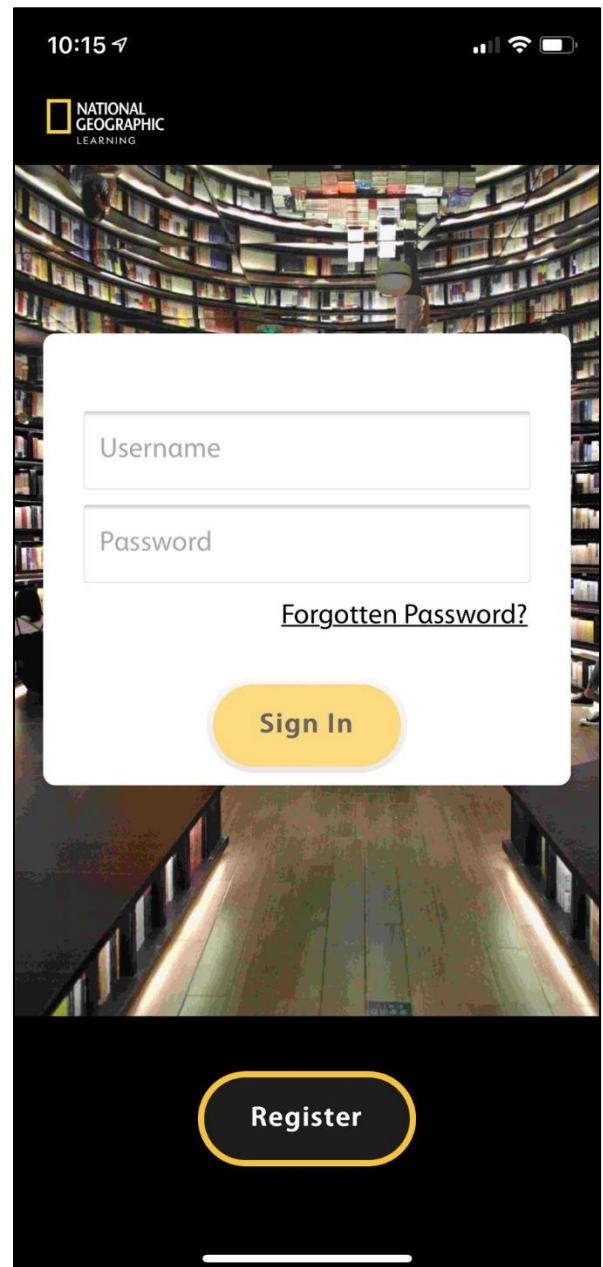 10:15
NATIONAL
GEOGRAPHIC
LEARNING
Username
Password
Forgotten Password?
Sign In
Register